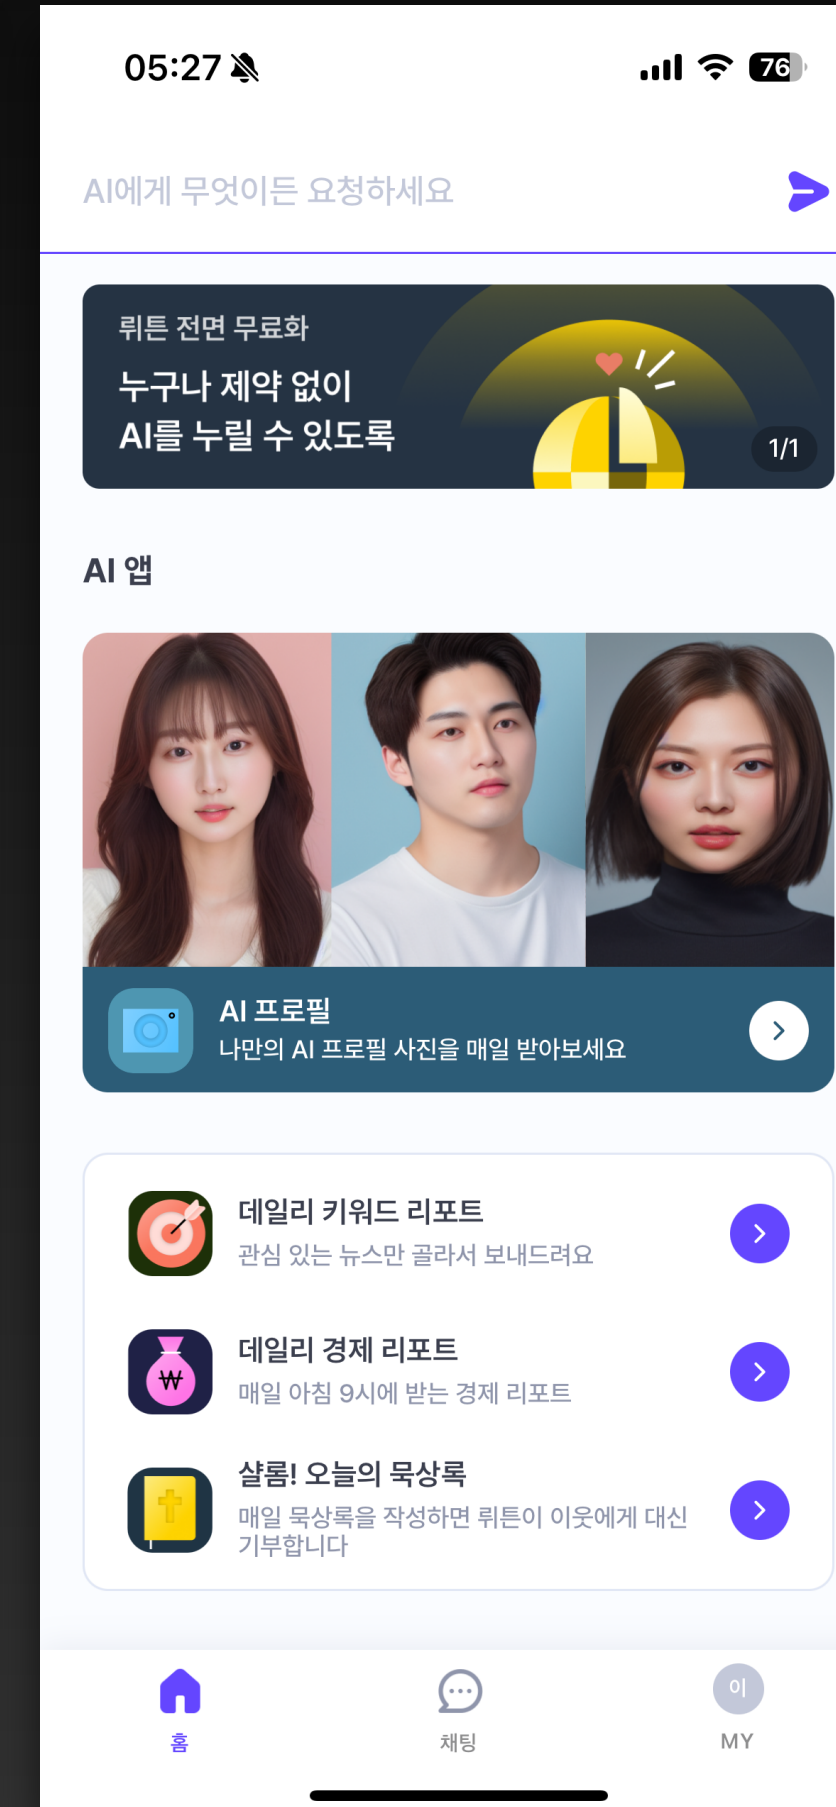 05:27
76
AI에게 무엇이든 요청하세요
뤼튼 전면 무료화
누구나 제약 없이
AI를 누릴 수 있도록
1/1
AI 앱
AI 프로필
나만의 AI 프로필 사진을 매일 받아보세요
데일리 키워드 리포트
관심 있는 뉴스만 골라서 보내드려요
₩
데일리 경제 리포트
매일 아침 9시에 받는 경제 리포트
샬롬! 오늘의 묵상록
매일 묵상록을 작성하면 뤼튼이 이웃에게 대신
기부합니다
홈
채팅
이
MY